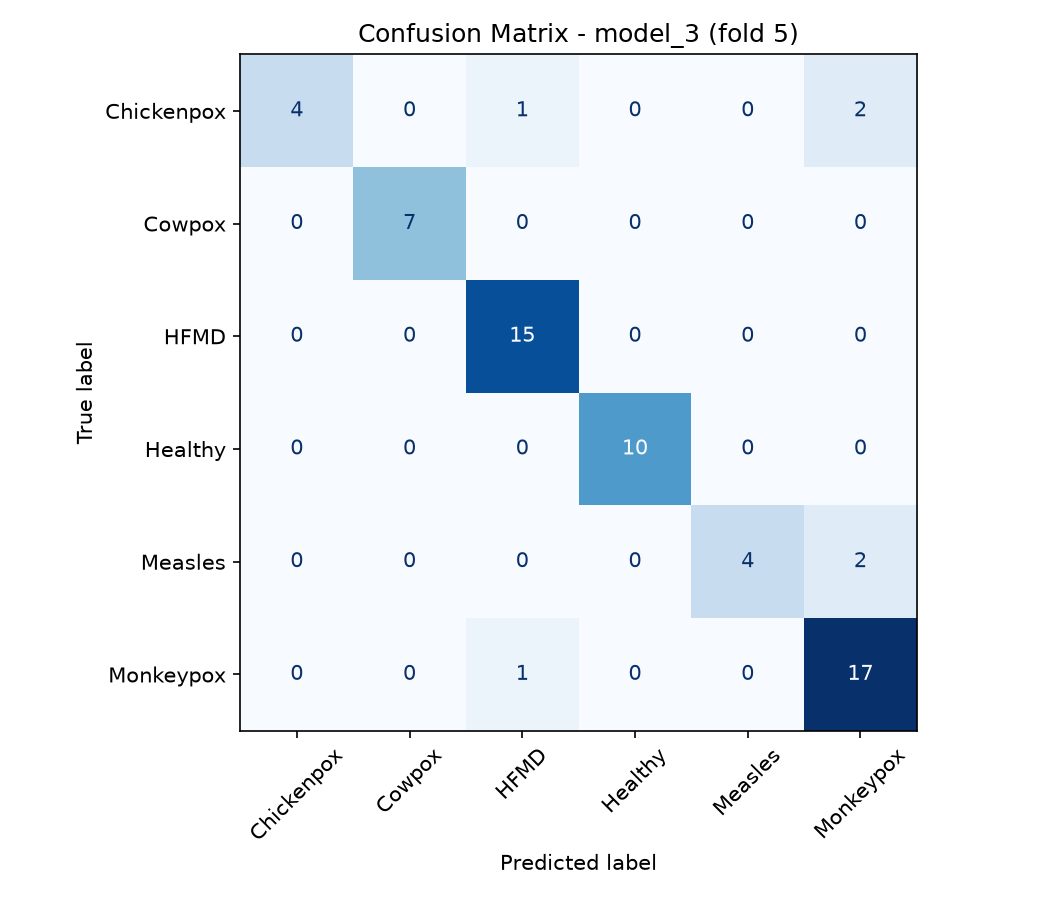 Confusion Matrix - model_3 (fold 5)
Chickenpox 4 0 1 0 0 2
Cowpox 0 7 0 0 0 0
HFMD 0 0 15 0 0 0
Healthy 0 0 0 10 0 0
Measles 0 0 0 0 4 2
Monkeypox 0 0 1 0 0 17
True label
Chickenpox Cowpox HFMD Healthy Measles Monkeypox
Predicted label